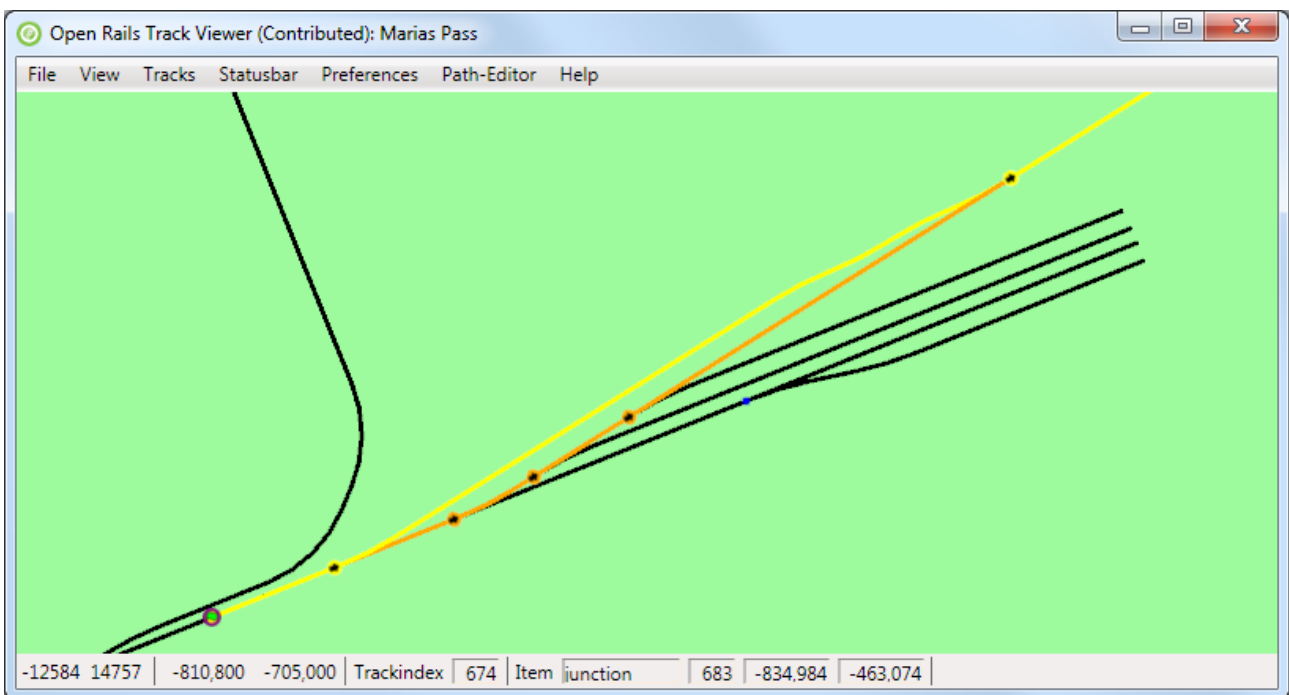 Open Rails Track Viewer (Contributed): Marias Pass
File View Tracks Statusbar Preferences Path-Editor Help
-12584 14757 -810,800 -705,000 Trackindex 674 Item junction 683 -834,984 -463,074